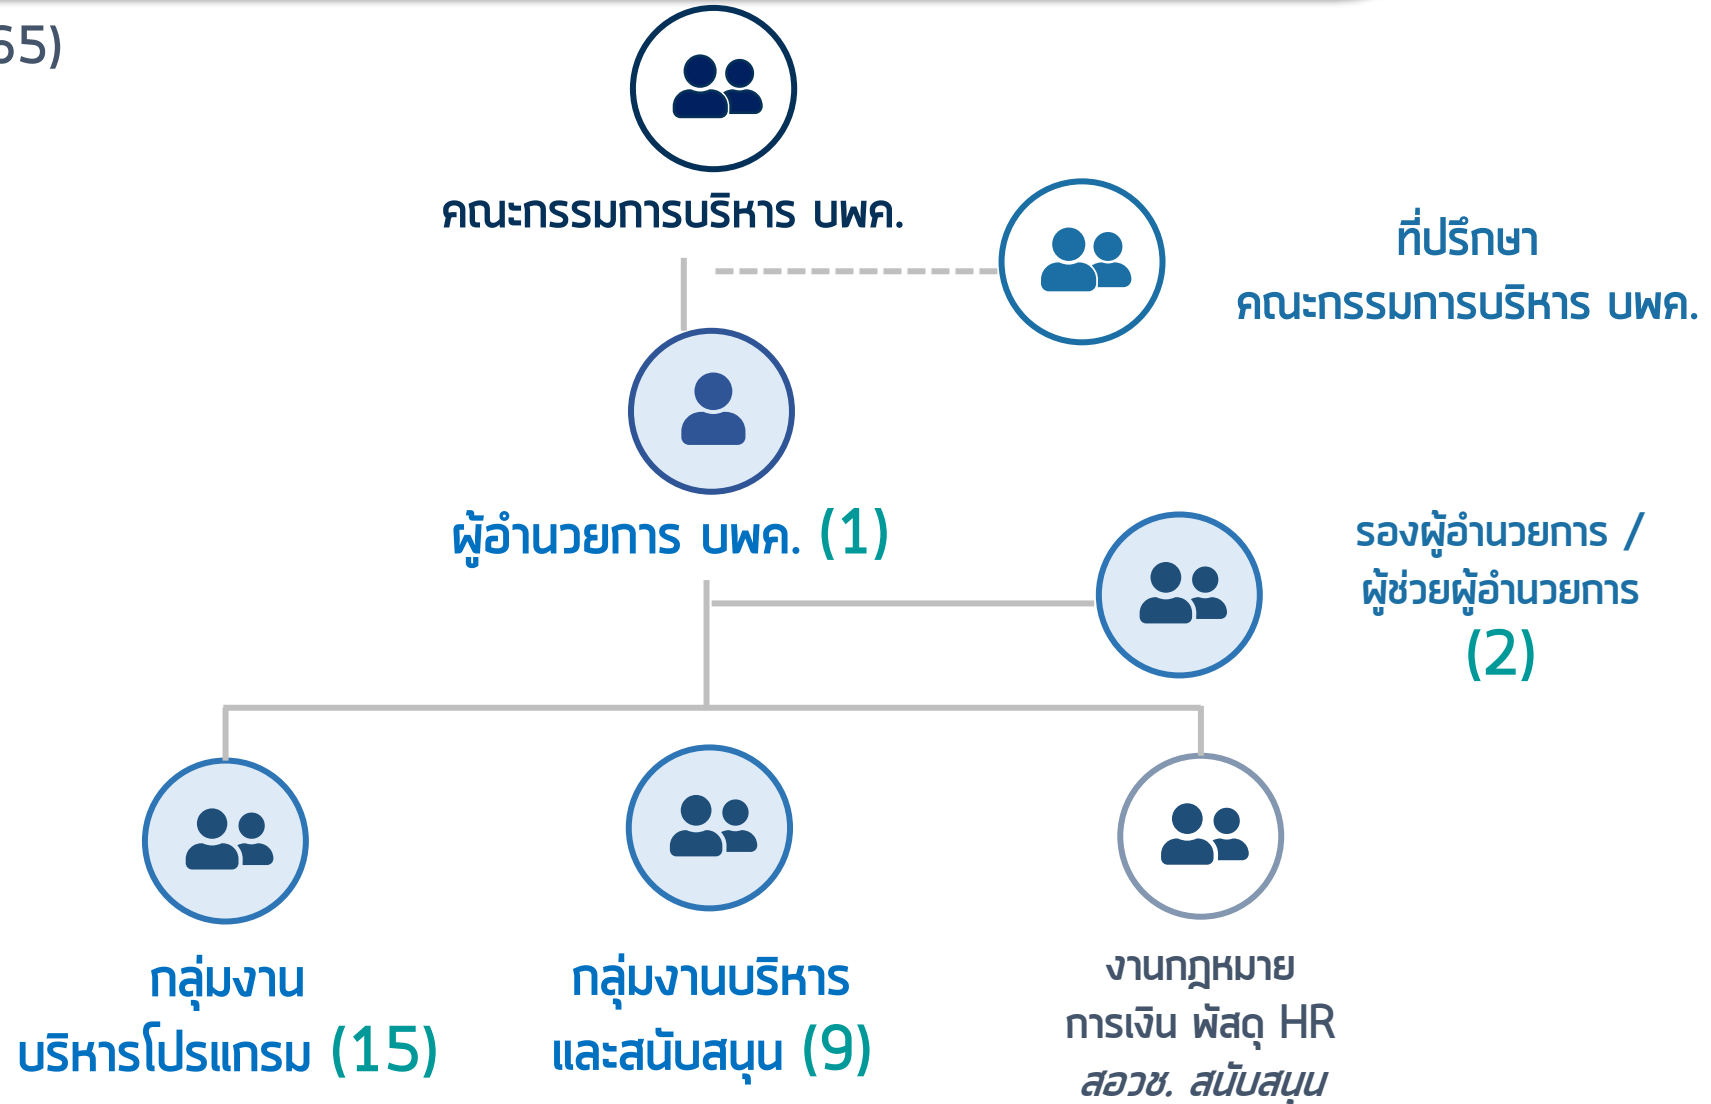 65)
คณะกรรมการบริหาร บพค.
ที่ปรึกษา
คณะกรรมการบริหาร บพค.
ผู้อำนวยการ บพค. (1)
รองผู้อำนวยการ /
ผู้ช่วยผู้อำนวยการ
(2)
กลุ่มงาน
บริหารโปรแกรม (15)
กลุ่มงานบริหาร
และสนับสนุน (9)
งานกฎหมาย
การเงิน พัสดุ HR
สอวช. สนับสนุน